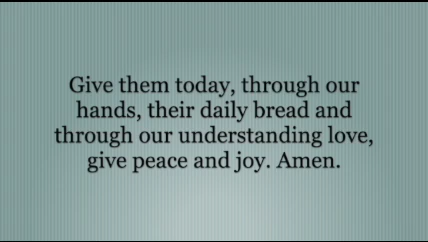 Give them today, through our
hands, their daily bread and
through our understanding love,
give peace and joy. Amen.